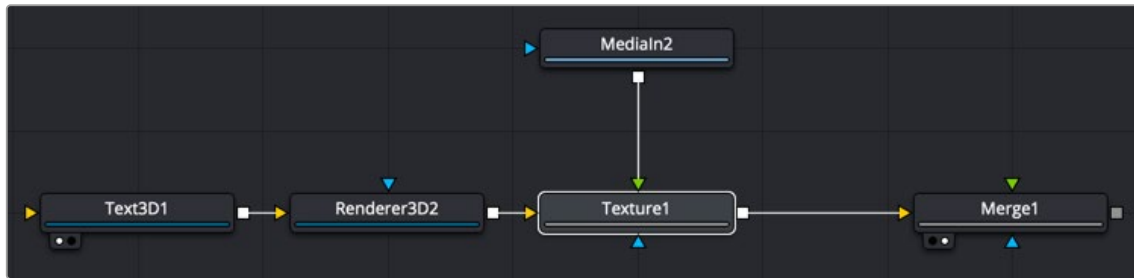 MediaIn2
Text3D1
Renderer3D2
Texture1
Merge1